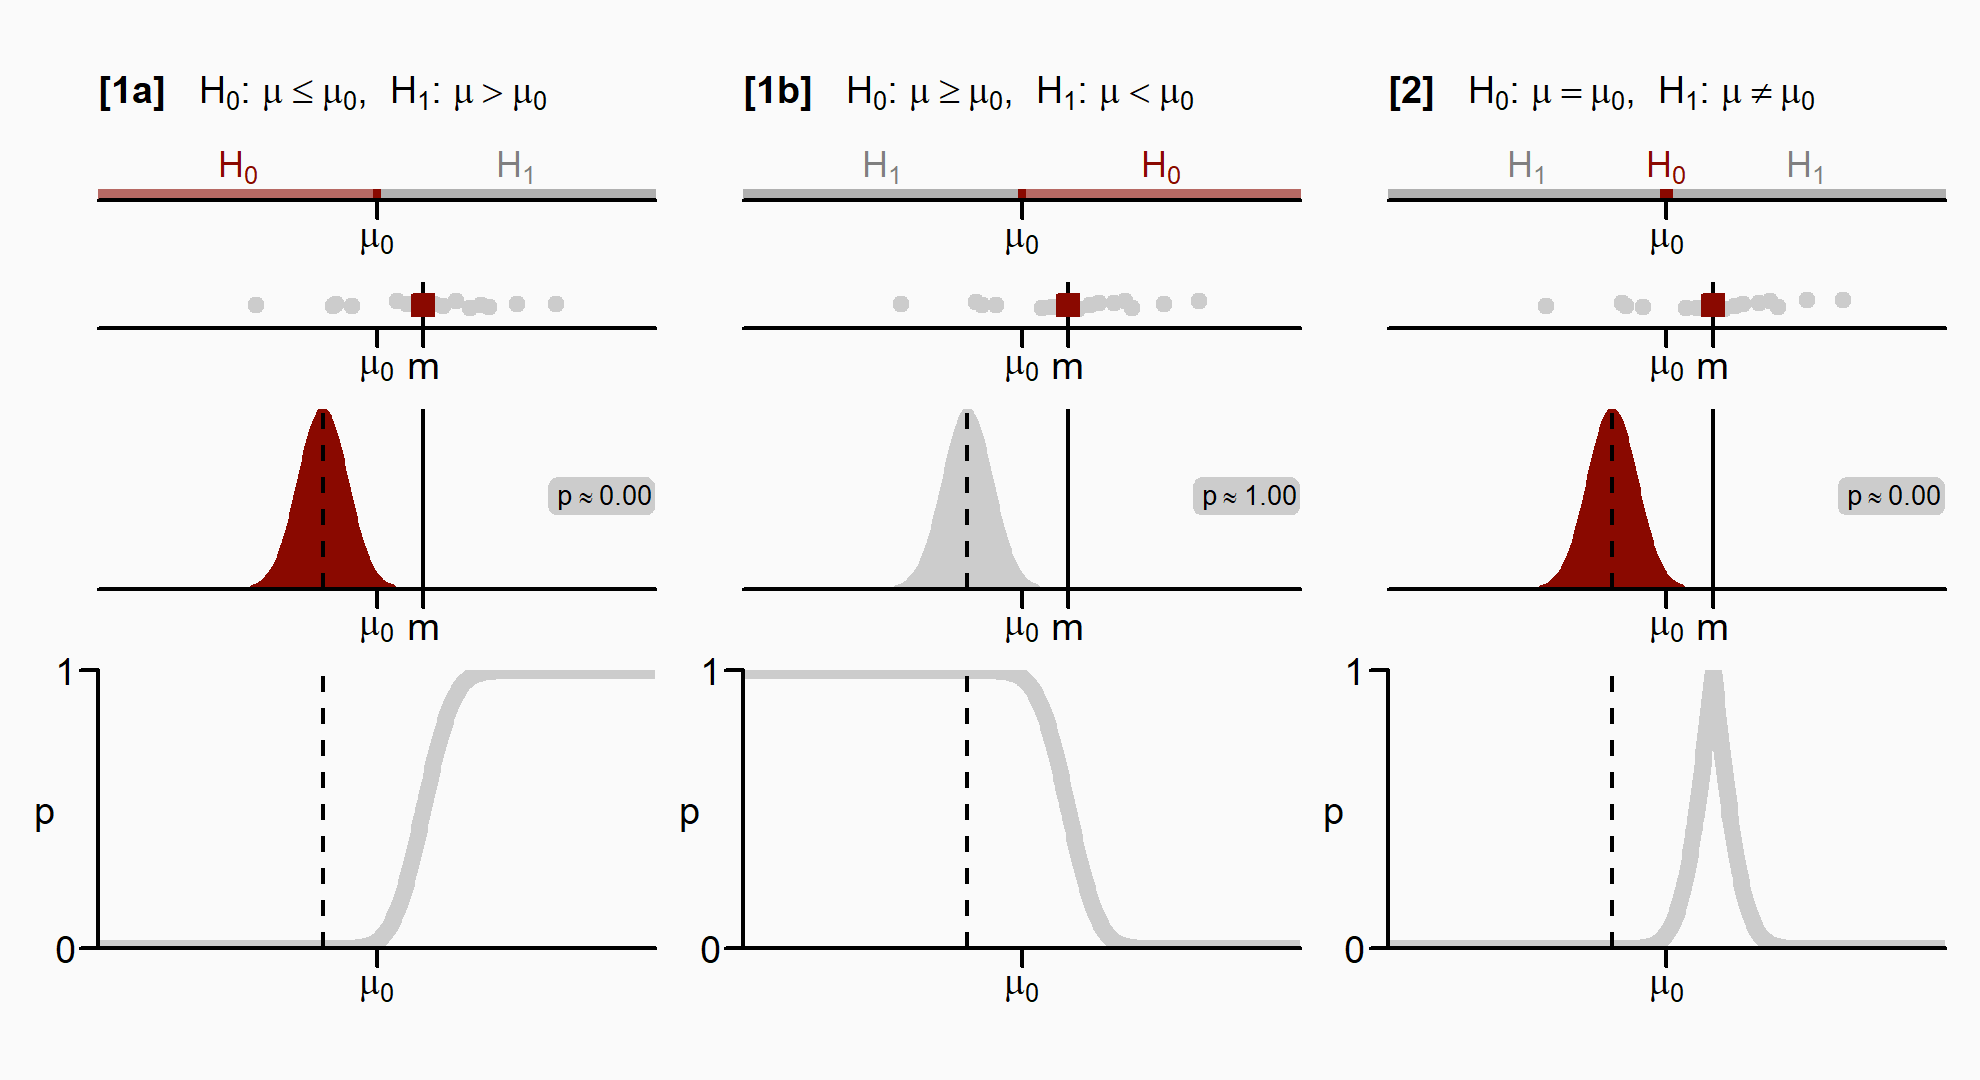 [1a] H₀: μ ≤ μ₀, H₁: μ > μ₀
H₀ H₁
μ₀
μ₀ m
p ≈ 0.00
μ₀ m
1
p
0
μ₀
[1b] H₀: μ ≥ μ₀, H₁: μ < μ₀
H₁ H₀
μ₀
μ₀ m
p ≈ 1.00
μ₀ m
1
p
0
μ₀
[2] H₀: μ = μ₀, H₁: μ ≠ μ₀
H₁ H₀ H₁
μ₀
μ₀ m
p ≈ 0.00
μ₀ m
1
p
0
μ₀